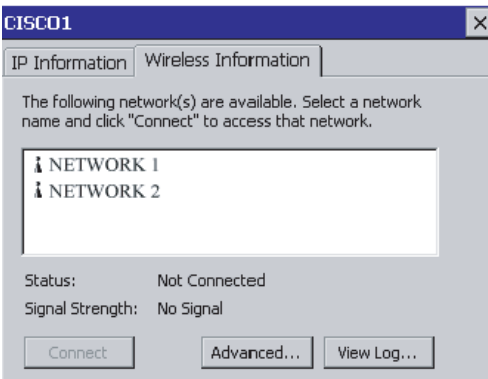 CISCO1
IP Information Wireless Information
The following network(s) are available. Select a network
name and click "Connect" to access that network.
NETWORK 1
NETWORK 2
Status: Not Connected
Signal Strength: No Signal
Connect Advanced... View Log...